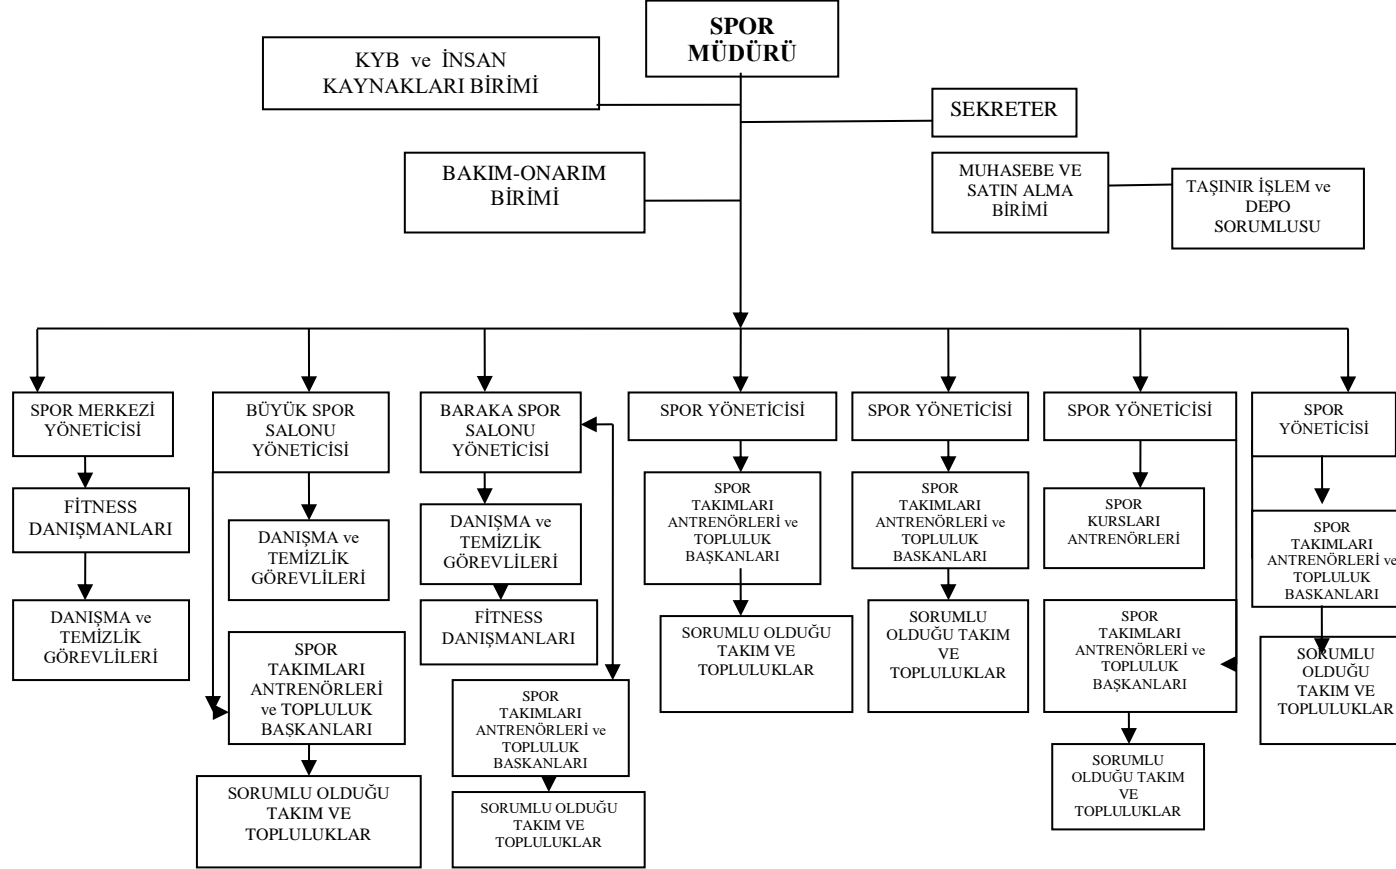 SPOR
MÜDÜRÜ
KYB ve İNSAN
KAYNAKLARI BİRİMİ
SEKRETER
BAKIM-ONARIM
BİRİMİ
MUHASEBE VE
SATIN ALMA
BİRİMİ
TAŞINIR İŞLEM ve
DEPO
SORUMLUSU
SPOR MERKEZİ
YÖNETİCİSİ
FİTNESS
DANIŞMANLARI
DANIŞMA ve
TEMİZLİK
GÖREVLİLERİ
BÜYÜK SPOR
SALONU
YÖNETİCİSİ
DANIŞMA ve
TEMİZLİK
GÖREVLİLERİ
SPOR
TAKIMLARI
ANTRENÖRLERİ
ve TOPLULUK
BAŞKANLARI
SORUMLU OLDUĞU
TAKIM VE
TOPLULUKLAR
BARAKA SPOR
SALONU
YÖNETİCİSİ
DANIŞMA ve
TEMİZLİK
GÖREVLİLERİ
FİTNESS
DANIŞMANLARI
SPOR
TAKIMLARI
ANTRENÖRLERİ ve
TOPLULUK
BASKANLARI
SORUMLU OLDUĞU
TAKIM VE
TOPLULUKLAR
SPOR YÖNETİCİSİ
SPOR
TAKIMLARI
ANTRENÖRLERİ ve
TOPLULUK
BAŞKANLARI
SORUMLU OLDUĞU
TAKIM VE
TOPLULUKLAR
SPOR YÖNETİCİSİ
SPOR
TAKIMLARI
ANTRENÖRLERİ ve
TOPLULUK
BASKANLARI
SORUMLU
OLDUĞU TAKIM
VE
TOPLULUKLAR
SPOR YÖNETİCİSİ
SPOR
KURSLARI
ANTRENÖRLERİ
SPOR
TAKIMLARI
ANTRENÖRLERİ ve
TOPLULUK
BAŞKANLARI
SORUMLU
OLDUĞU TAKIM
VE
TOPLULUKLAR
SPOR
YÖNETİCİSİ
SPOR
TAKIMLARI
ANTRENÖRLERİ ve
TOPLULUK
BASKANLARI
SORUMLU
OLDUĞU
TAKIM VE
TOPLULUKLAR